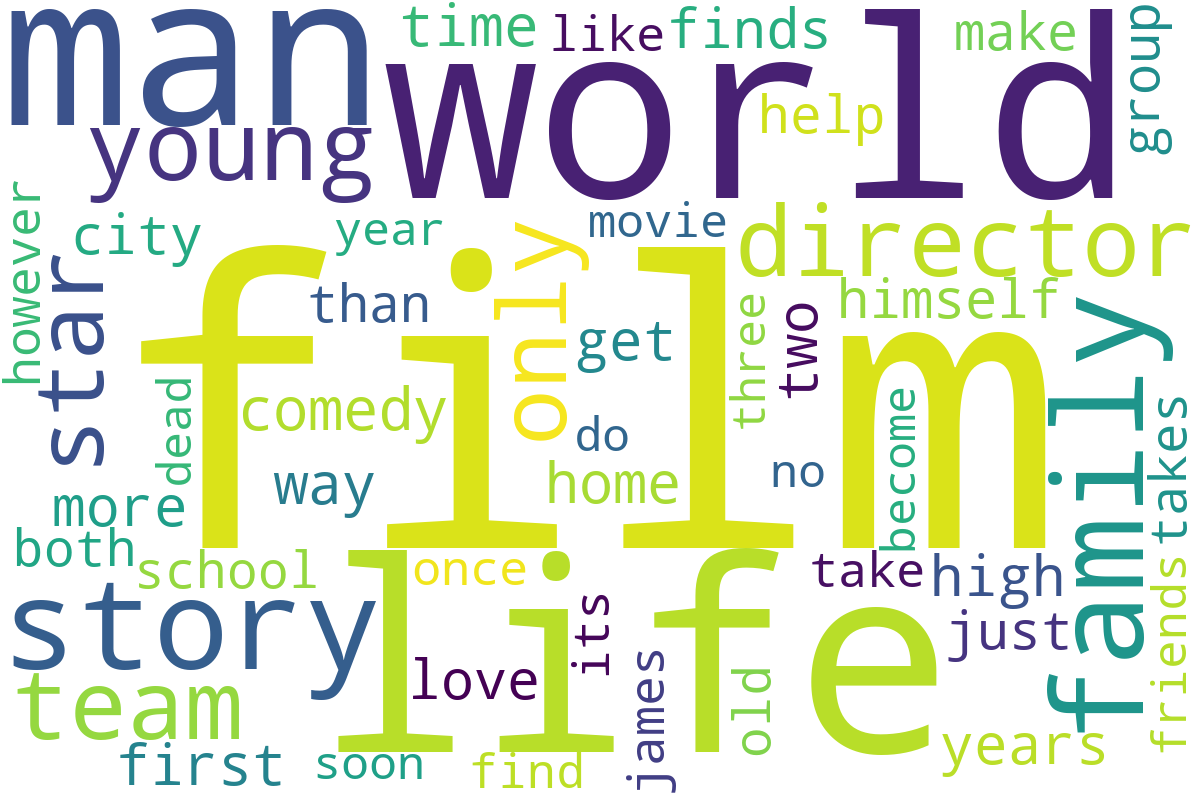 man
world
time
like
finds
make
group
help
young
however
city
year
movie
director
star
than
only
film
get
himself
three
two
family
dead
comedy
do
way
home
no
become
takes
more
both
school
once
life
take
high
story
its
just
friends
team
love
james
old
years
first
soon
find